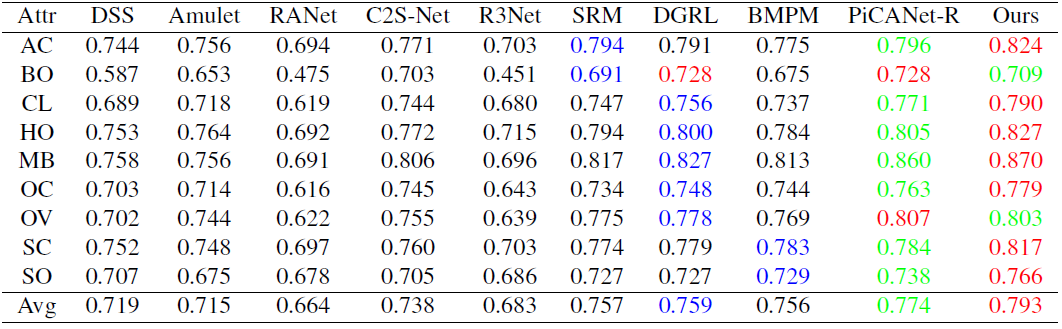 Attr DSS Amulet RANet C2S-Net R3Net SRM DGRL BMPM PiCANet-R Ours
AC 0.744 0.756 0.694 0.771 0.703 0.794 0.791 0.775 0.796 0.824
BO 0.587 0.653 0.475 0.703 0.451 0.691 0.728 0.675 0.728 0.709
CL 0.689 0.718 0.619 0.744 0.680 0.747 0.756 0.737 0.771 0.790
HO 0.753 0.764 0.692 0.772 0.715 0.794 0.800 0.784 0.805 0.827
MB 0.758 0.756 0.691 0.806 0.696 0.817 0.827 0.813 0.860 0.870
OC 0.703 0.714 0.616 0.745 0.643 0.734 0.748 0.744 0.763 0.779
OV 0.702 0.744 0.622 0.755 0.639 0.775 0.778 0.769 0.807 0.803
SC 0.752 0.748 0.697 0.760 0.703 0.774 0.779 0.783 0.784 0.817
SO 0.707 0.675 0.678 0.705 0.686 0.727 0.727 0.729 0.738 0.766
Avg 0.719 0.715 0.664 0.738 0.683 0.757 0.759 0.756 0.774 0.793